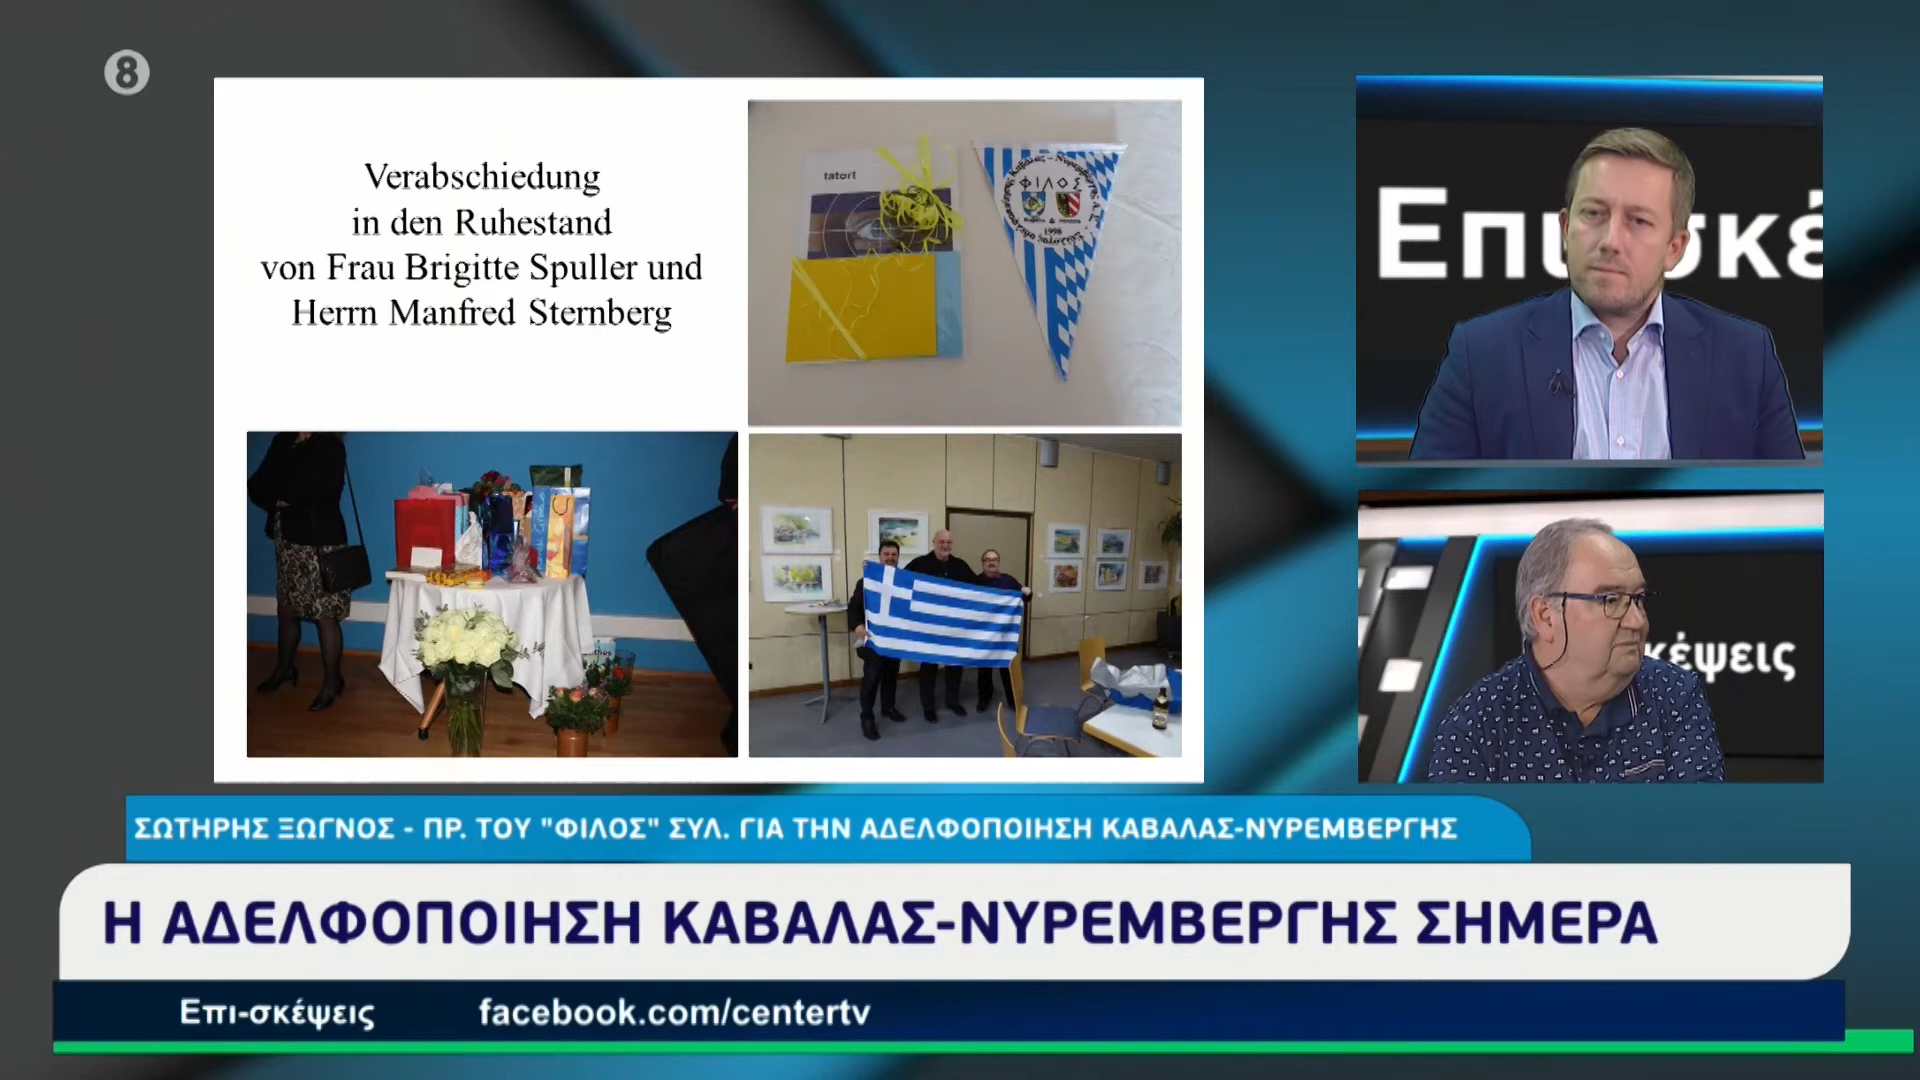 8
Verabschiedung
in den Ruhestand
von Frau Brigitte Spuller und
Herrn Manfred Sternberg
tatort
ΦΙΛΟΣ
1998
Επι σκέ
κέψεις
ΣΩΤΗΡΗΣ ΞΩΓΝΟΣ - ΠΡ. ΤΟΥ "ΦΙΛΟΣ" ΣΥΛ. ΓΙΑ ΤΗΝ ΑΔΕΛΦΟΠΟΙΗΣΗ ΚΑΒΑΛΑΣ-ΝΥΡΕΜΒΕΡΓΗΣ
Η ΑΔΕΛΦΟΠΟΙΗΣΗ ΚΑΒΑΛΑΣ-ΝΥΡΕΜΒΕΡΓΗΣ ΣΗΜΕΡΑ
Επι-σκέψεις facebook.com/centertv